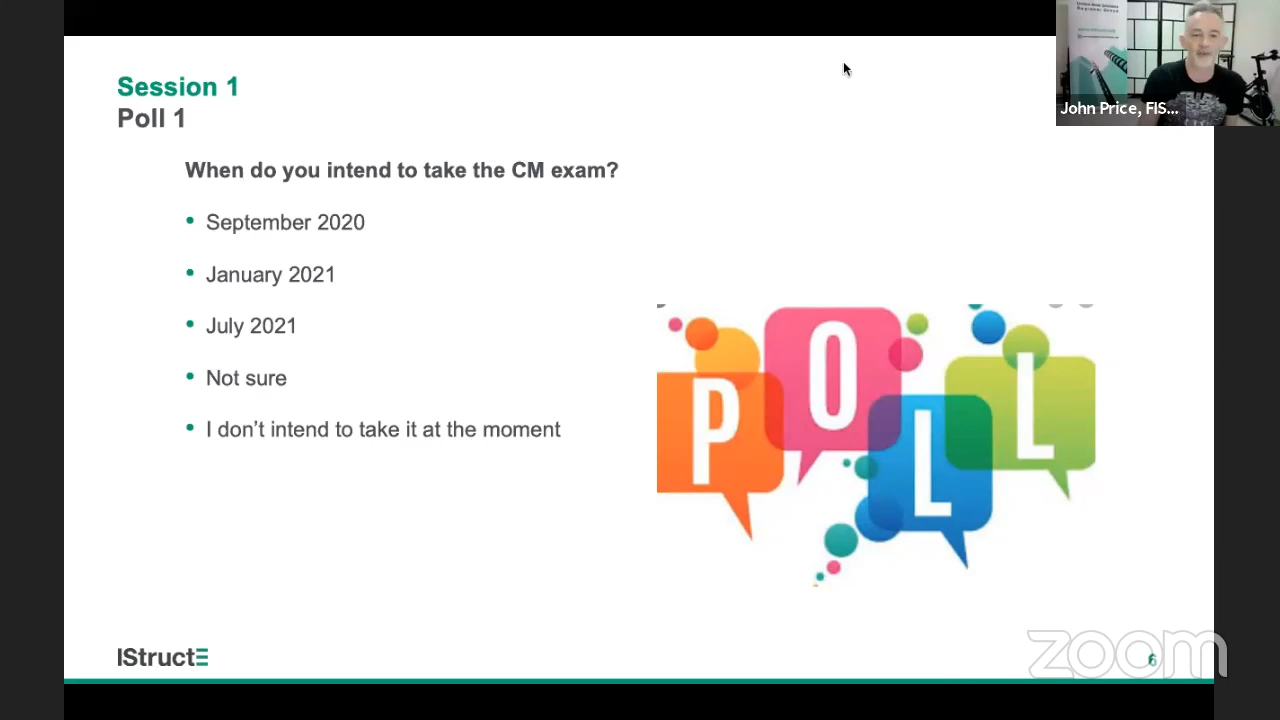 Session 1
Poll 1
When do you intend to take the CM exam?
• September 2020
• January 2021
• July 2021
• Not sure
• I don’t intend to take it at the moment
POLL
IStructE
6
zoom
John Price, FIS...